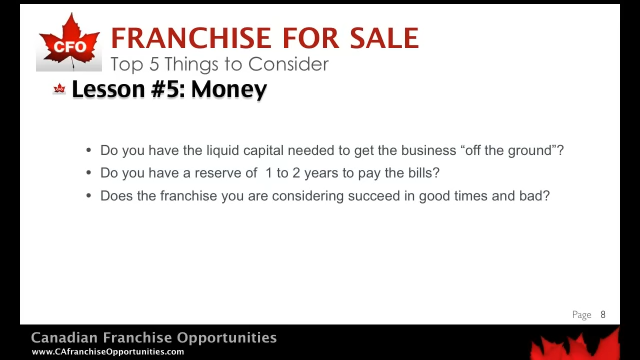 CFO
FRANCHISE FOR SALE
Top 5 Things to Consider
Lesson #5: Money
• Do you have the liquid capital needed to get the business “off the ground”?
• Do you have a reserve of 1 to 2 years to pay the bills?
• Does the franchise you are considering succeed in good times and bad?
Page 8
Canadian Franchise Opportunities
www.CAfranchiseOpportunities.com